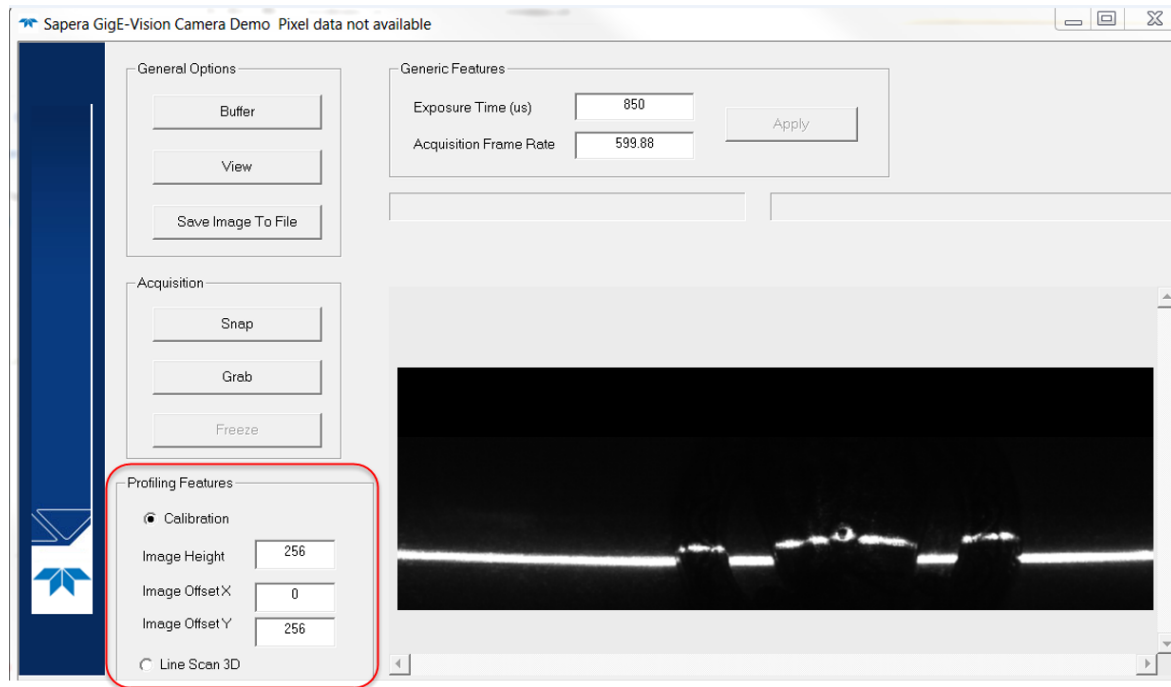 Sapera GigE-Vision Camera Demo Pixel data not available
General Options
Buffer
View
Save Image To File
Generic Features
Exposure Time (us) 850
Acquisition Frame Rate 599.88
Apply
Acquisition
Snap
Grab
Freeze
Profiling Features
Calibration
Image Height 256
Image Offset X 0
Image Offset Y 256
Line Scan 3D